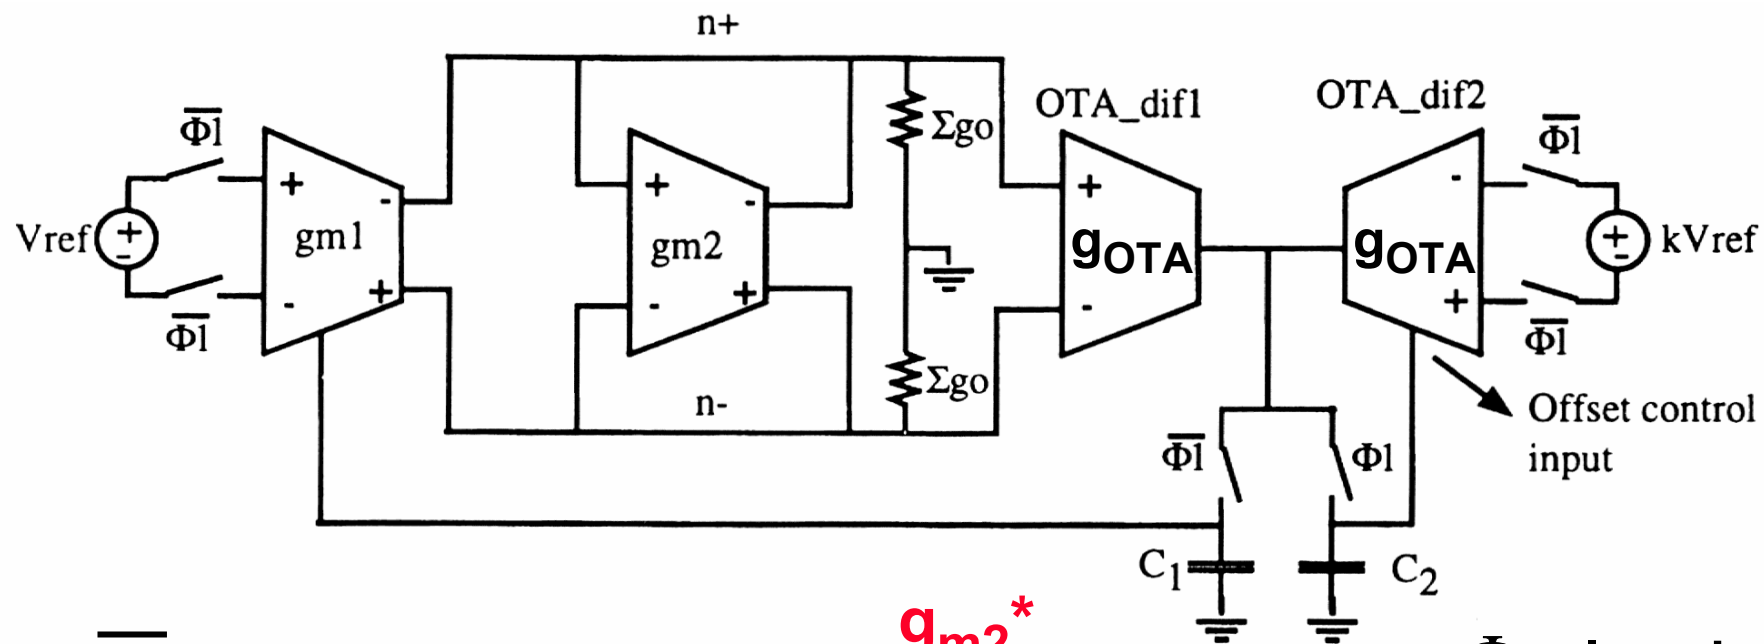 n+
OTA_dif1
OTA_dif2
Φ1
Φ1
Σgo
+
+
+
-
-
-
Vref
+
-
gm1
gm2
gOTA
gOTA
+
-
kVref
+
+
-
-
-
+
Φ1
Φ1
Σgo
n-
Offset control
input
Φ1
Φ1
C1
C2
gm2*